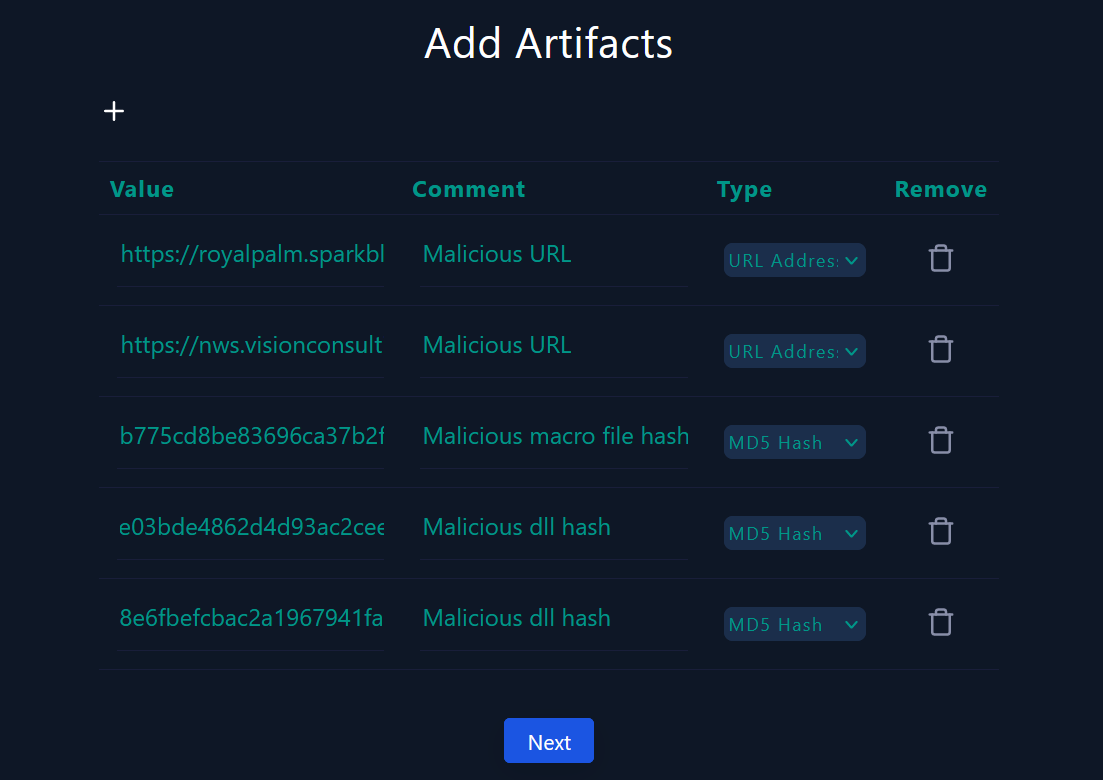 Add Artifacts
Value Comment Type Remove
https://royalpalm.sparkbl Malicious URL URL Address
https://nws.visionconsult Malicious URL URL Address
b775cd8be83696ca37b2f Malicious macro file hash MD5 Hash
e03bde4862d4d93ac2cee Malicious dll hash MD5 Hash
8e6fbefcbac2a1967941fa Malicious dll hash MD5 Hash
Next